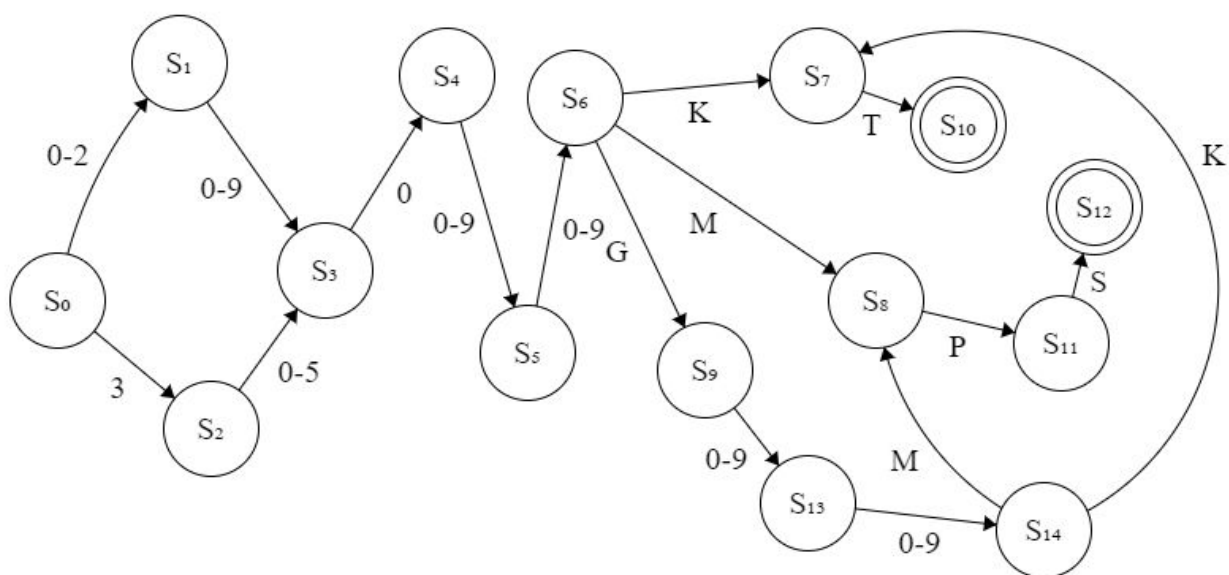 S₁
S₄
S₆
S₇
K
T
S₁₀
0-2
0-9
0
0-9
0-9
G
M
K
S₁₂
S
S₀
S₃
S₈
P
S₁₁
3
0-5
S₅
S₉
S₂
0-9
M
S₁₃
0-9
S₁₄